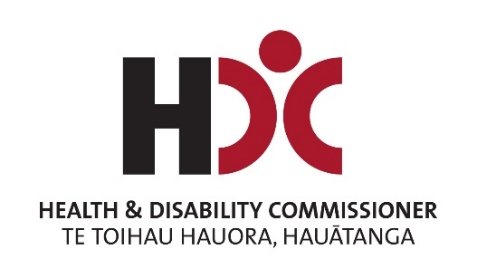 HDC
HEALTH & DISABILITY COMMISSIONER
TE TOIHAU HAUORA, HAUĀTANGA